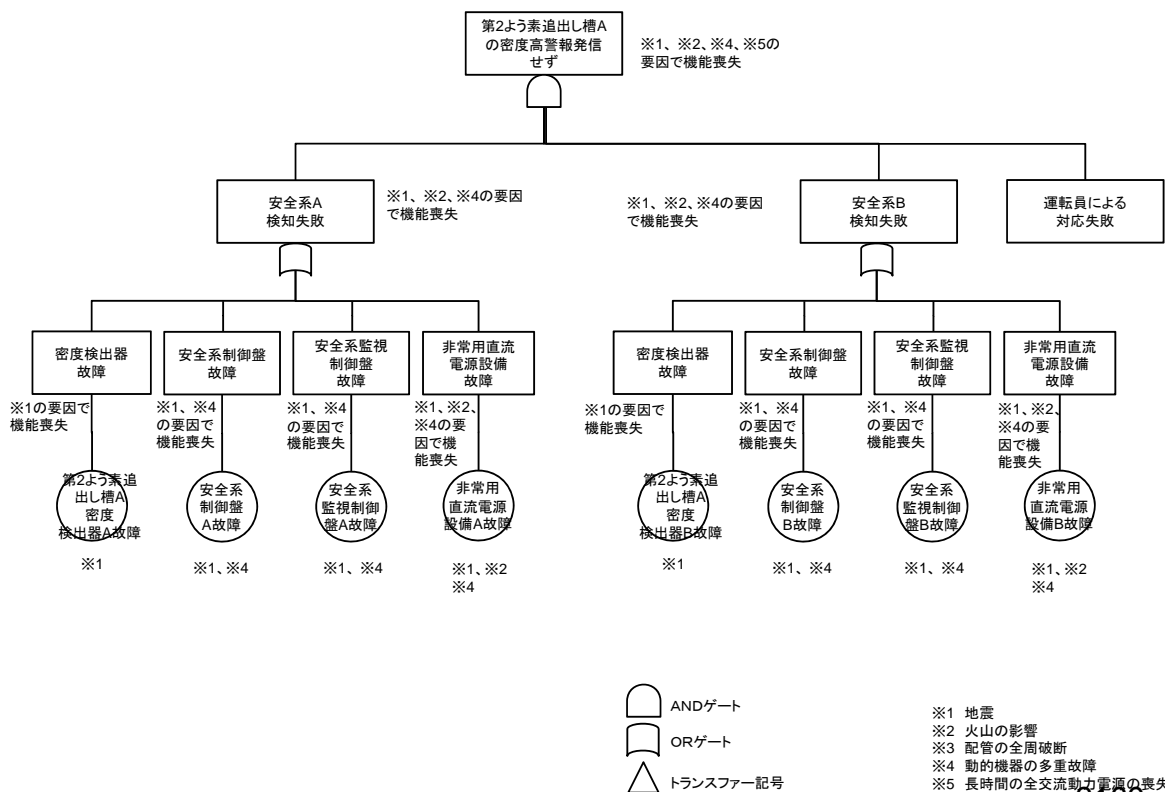 第2よう素追出し槽A
の密度高警報発信
せず
※1、※2、※4、※5の
要因で機能喪失
安全系A
検知失敗
※1、※2、※4の要因
で機能喪失
※1、※2、※4の要因
で機能喪失
安全系B
検知失敗
運転員による
対応失敗
密度検出器
故障
安全系制御盤
故障
安全系監視
制御盤
故障
非常用直流
電源設備
故障
密度検出器
故障
安全系制御盤
故障
安全系監視
制御盤
故障
非常用直流
電源設備
故障
※1の要因で
機能喪失
※1、※4
の要因で
機能喪失
※1、※4
の要因で
機能喪失
※1、※2、
※4の要
因で機
能喪失
※1の要因で
機能喪失
※1、※4
の要因で
機能喪失
※1、※4
の要因で
機能喪失
※1、※2、
※4の要
因で機
能喪失
第2よう素追
出し槽A
密度
検出器A故障
安全系
制御盤
A故障
安全系
監視制御
盤A故障
非常用
直流電源
設備A故障
第2よう素追
出し槽A
密度
検出器B故障
安全系
制御盤
B故障
安全系
監視制御
盤B故障
非常用
直流電源
設備B故障
※1
※1、※4
※1、※4
※1、※2
※4
※1
※1、※4
※1、※4
※1、※2
※4
ANDゲート
ORゲート
トランスファー記号
※1 地震
※2 火山の影響
※3 配管の全周破断
※4 動的機器の多重故障
※5 長時間の全交流動力電源の喪失